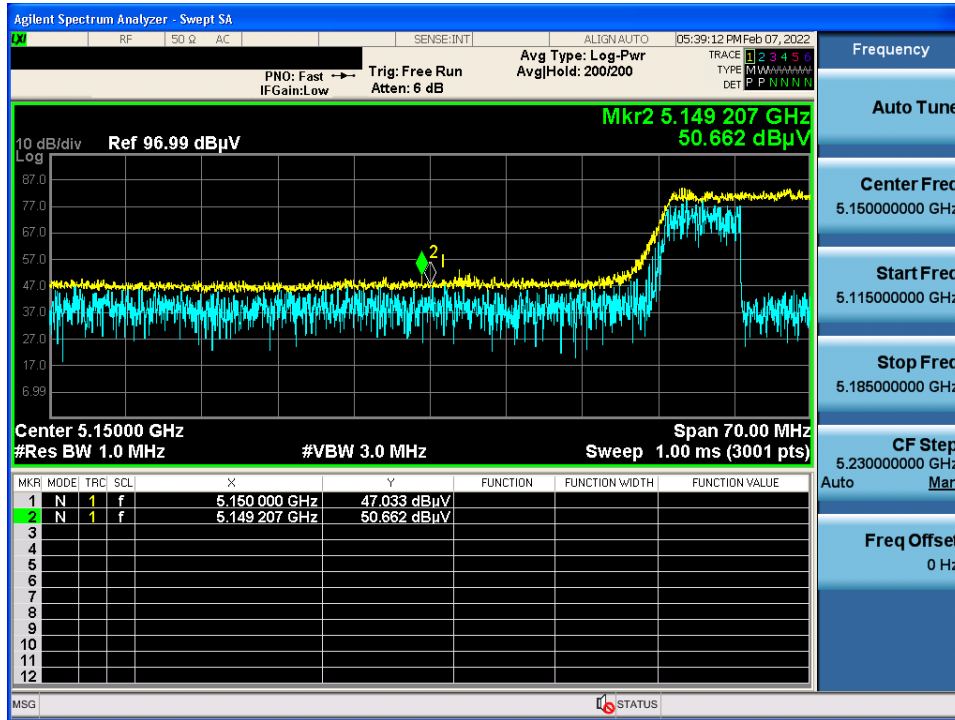 Agilent Spectrum Analyzer - Swept SA
LXI RF 50 Ω AC SENSE:INT ALIGN AUTO 05:39:12 PM Feb 07, 2022
PNO: Fast
IFGain:Low
Trig: Free Run
Atten: 6 dB
Avg Type: Log-Pwr
Avg|Hold: 200/200
TRACE 1 2 3 4 5 6
TYPE M WWWWW
DET P P N N N N
Mkr2 5.149 207 GHz
50.662 dBµV
10 dB/div Ref 96.99 dBµV
Log
87.0
77.0
67.0
57.0
47.0
37.0
27.0
17.0
6.99
2
1
Center 5.15000 GHz Span 70.00 MHz
#Res BW 1.0 MHz #VBW 3.0 MHz Sweep 1.00 ms (3001 pts)
MKR MODE TRC SCL X Y FUNCTION FUNCTION WIDTH FUNCTION VALUE
1 N 1 f 5.150 000 GHz 47.033 dBµV
2 N 1 f 5.149 207 GHz 50.662 dBµV
3
4
5
6
7
8
9
10
11
12
MSG STATUS
Frequency
Auto Tune
Center Freq
5.150000000 GHz
Start Freq
5.115000000 GHz
Stop Freq
5.185000000 GHz
CF Step
5.230000000 GHz
Auto Man
Freq Offset
0 Hz